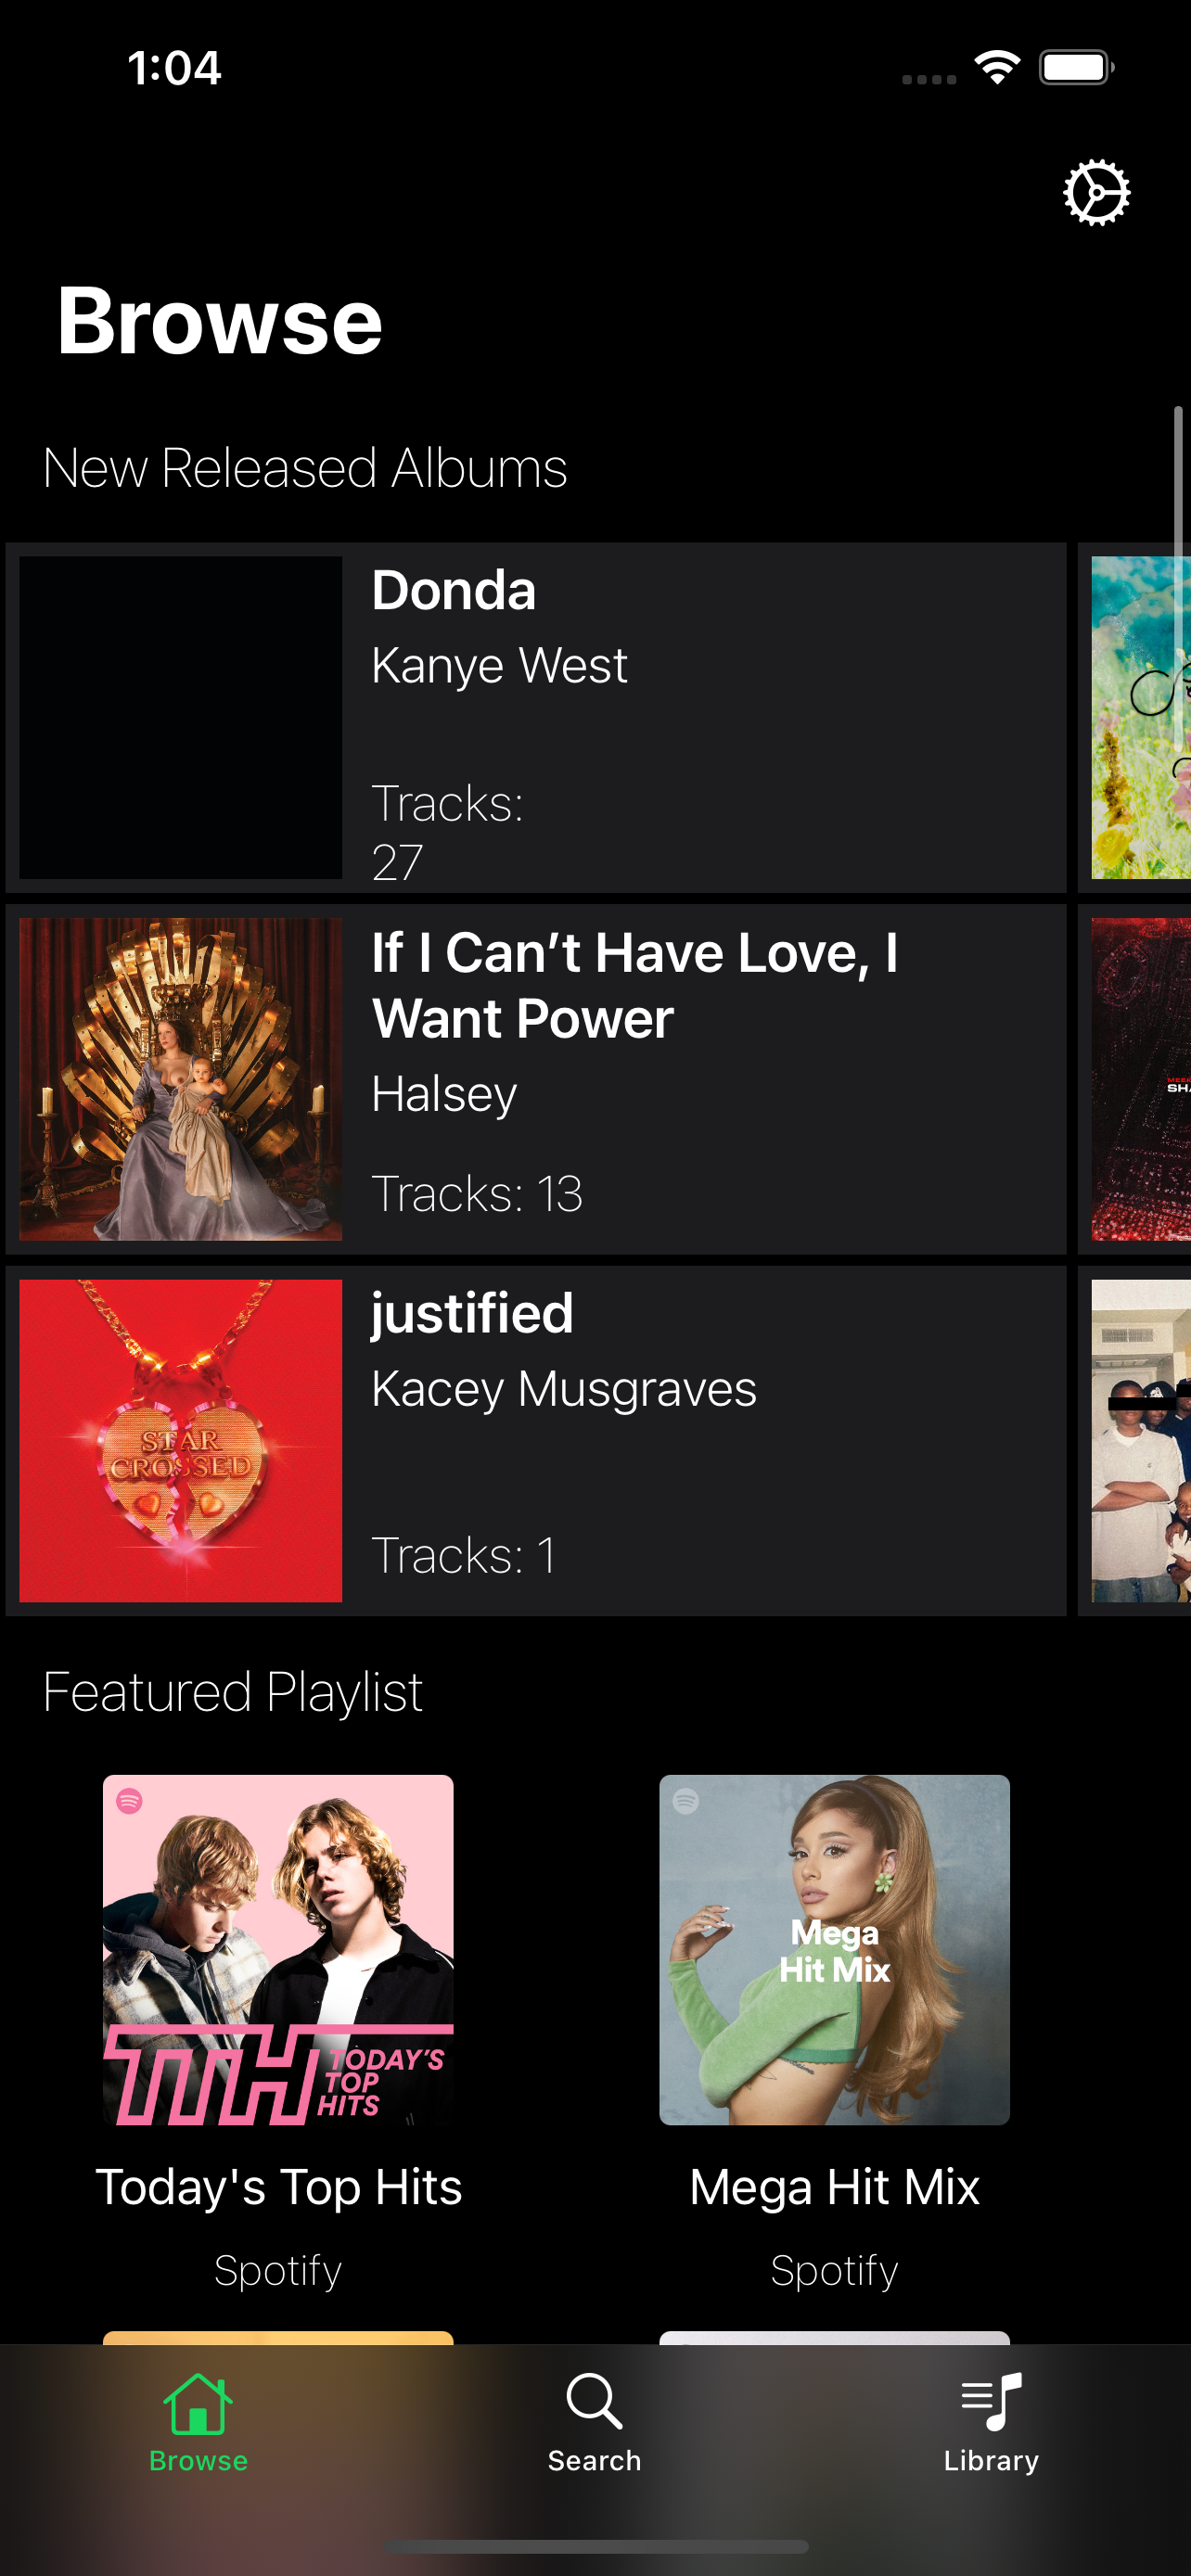 1:04
Browse
New Released Albums
Donda
Kanye West
Tracks:
27
If I Can’t Have Love, I
Want Power
Halsey
Tracks: 13
STAR
CROSSED
justified
Kacey Musgraves
Tracks: 1
Featured Playlist
TTH
TODAY'S
TOP
HITS
Mega
Hit Mix
Today's Top Hits
Mega Hit Mix
Spotify
Spotify
Browse
Search
Library